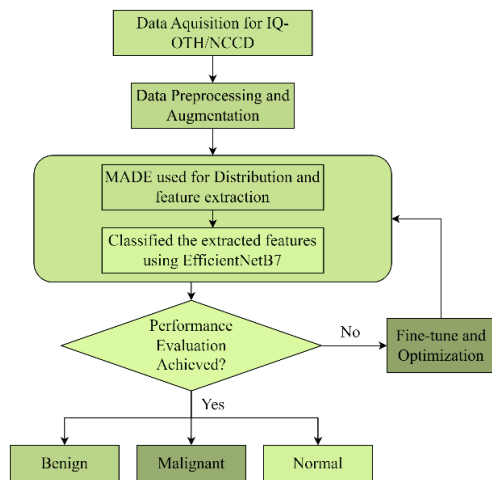 Data Aquisition for IQ-
OTH/NCCD
Data Preprocessing and
Augmentation
MADE used for Distribution and
feature extraction
Classified the extracted features
using EfficientNetB7
Performance
Evaluation
Achieved?
No
Fine-tune and
Optimization
Yes
Benign
Malignant
Normal